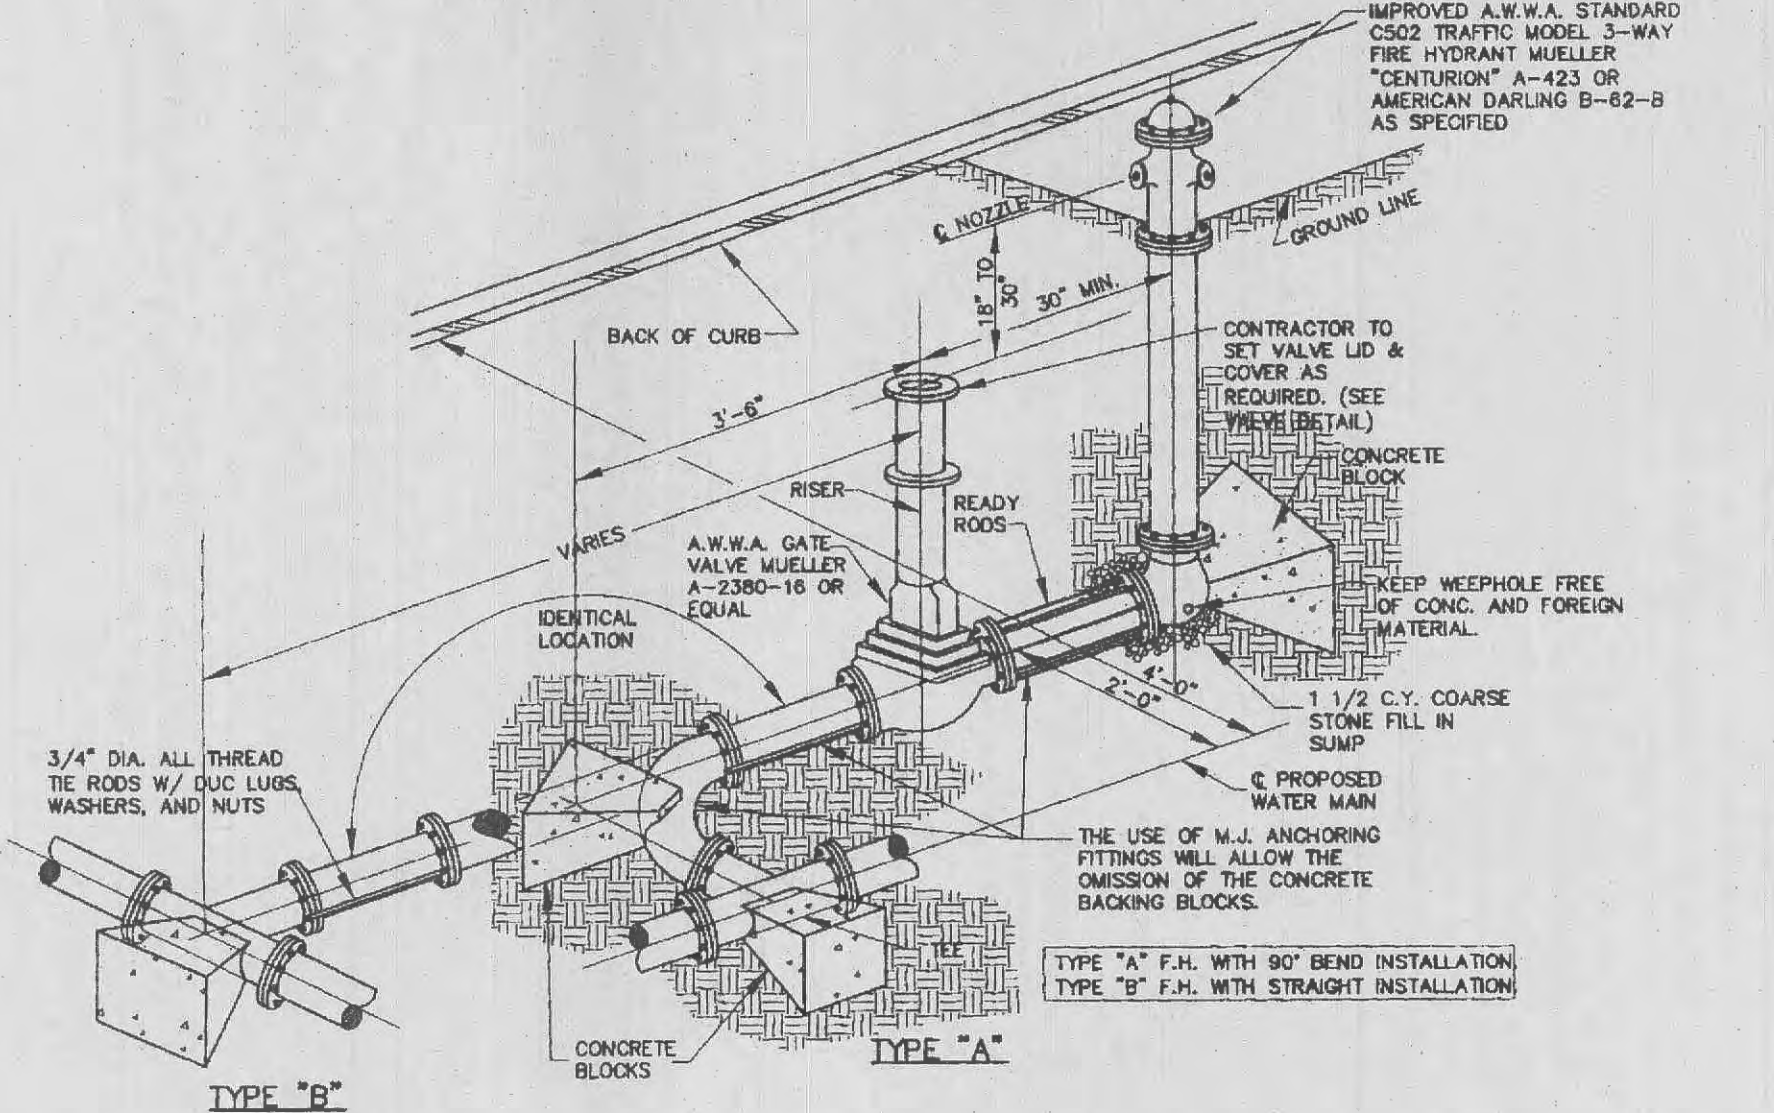 IMPROVED A.W.W.A. STANDARD
C502 TRAFFIC MODEL 3-WAY
FIRE HYDRANT MUELLER
"CENTURION" A-423 OR
AMERICAN DARLING B-62-B
AS SPECIFIED
℄ NOZZLE
GROUND LINE
18" TO
30"
30" MIN.
BACK OF CURB
CONTRACTOR TO
SET VALVE LID &
COVER AS
REQUIRED. (SEE
VALVE DETAIL)
3'-6"
CONCRETE
BLOCK
RISER
READY
RODS
VARIES
A.W.W.A. GATE
VALVE MUELLER
A-2380-16 OR
EQUAL
KEEP WEEPHOLE FREE
OF CONC. AND FOREIGN
MATERIAL.
IDENTICAL
LOCATION
4'-0"
2'-0"
1 1/2 C.Y. COARSE
STONE FILL IN
SUMP
3/4" DIA. ALL THREAD
TIE RODS W/ DUC LUGS,
WASHERS, AND NUTS
℄ PROPOSED
WATER MAIN
THE USE OF M.J. ANCHORING
FITTINGS WILL ALLOW THE
OMISSION OF THE CONCRETE
BACKING BLOCKS.
TEE
TYPE "A" F.H. WITH 90° BEND INSTALLATION
TYPE "B" F.H. WITH STRAIGHT INSTALLATION
CONCRETE
BLOCKS
TYPE "A"
TYPE "B"